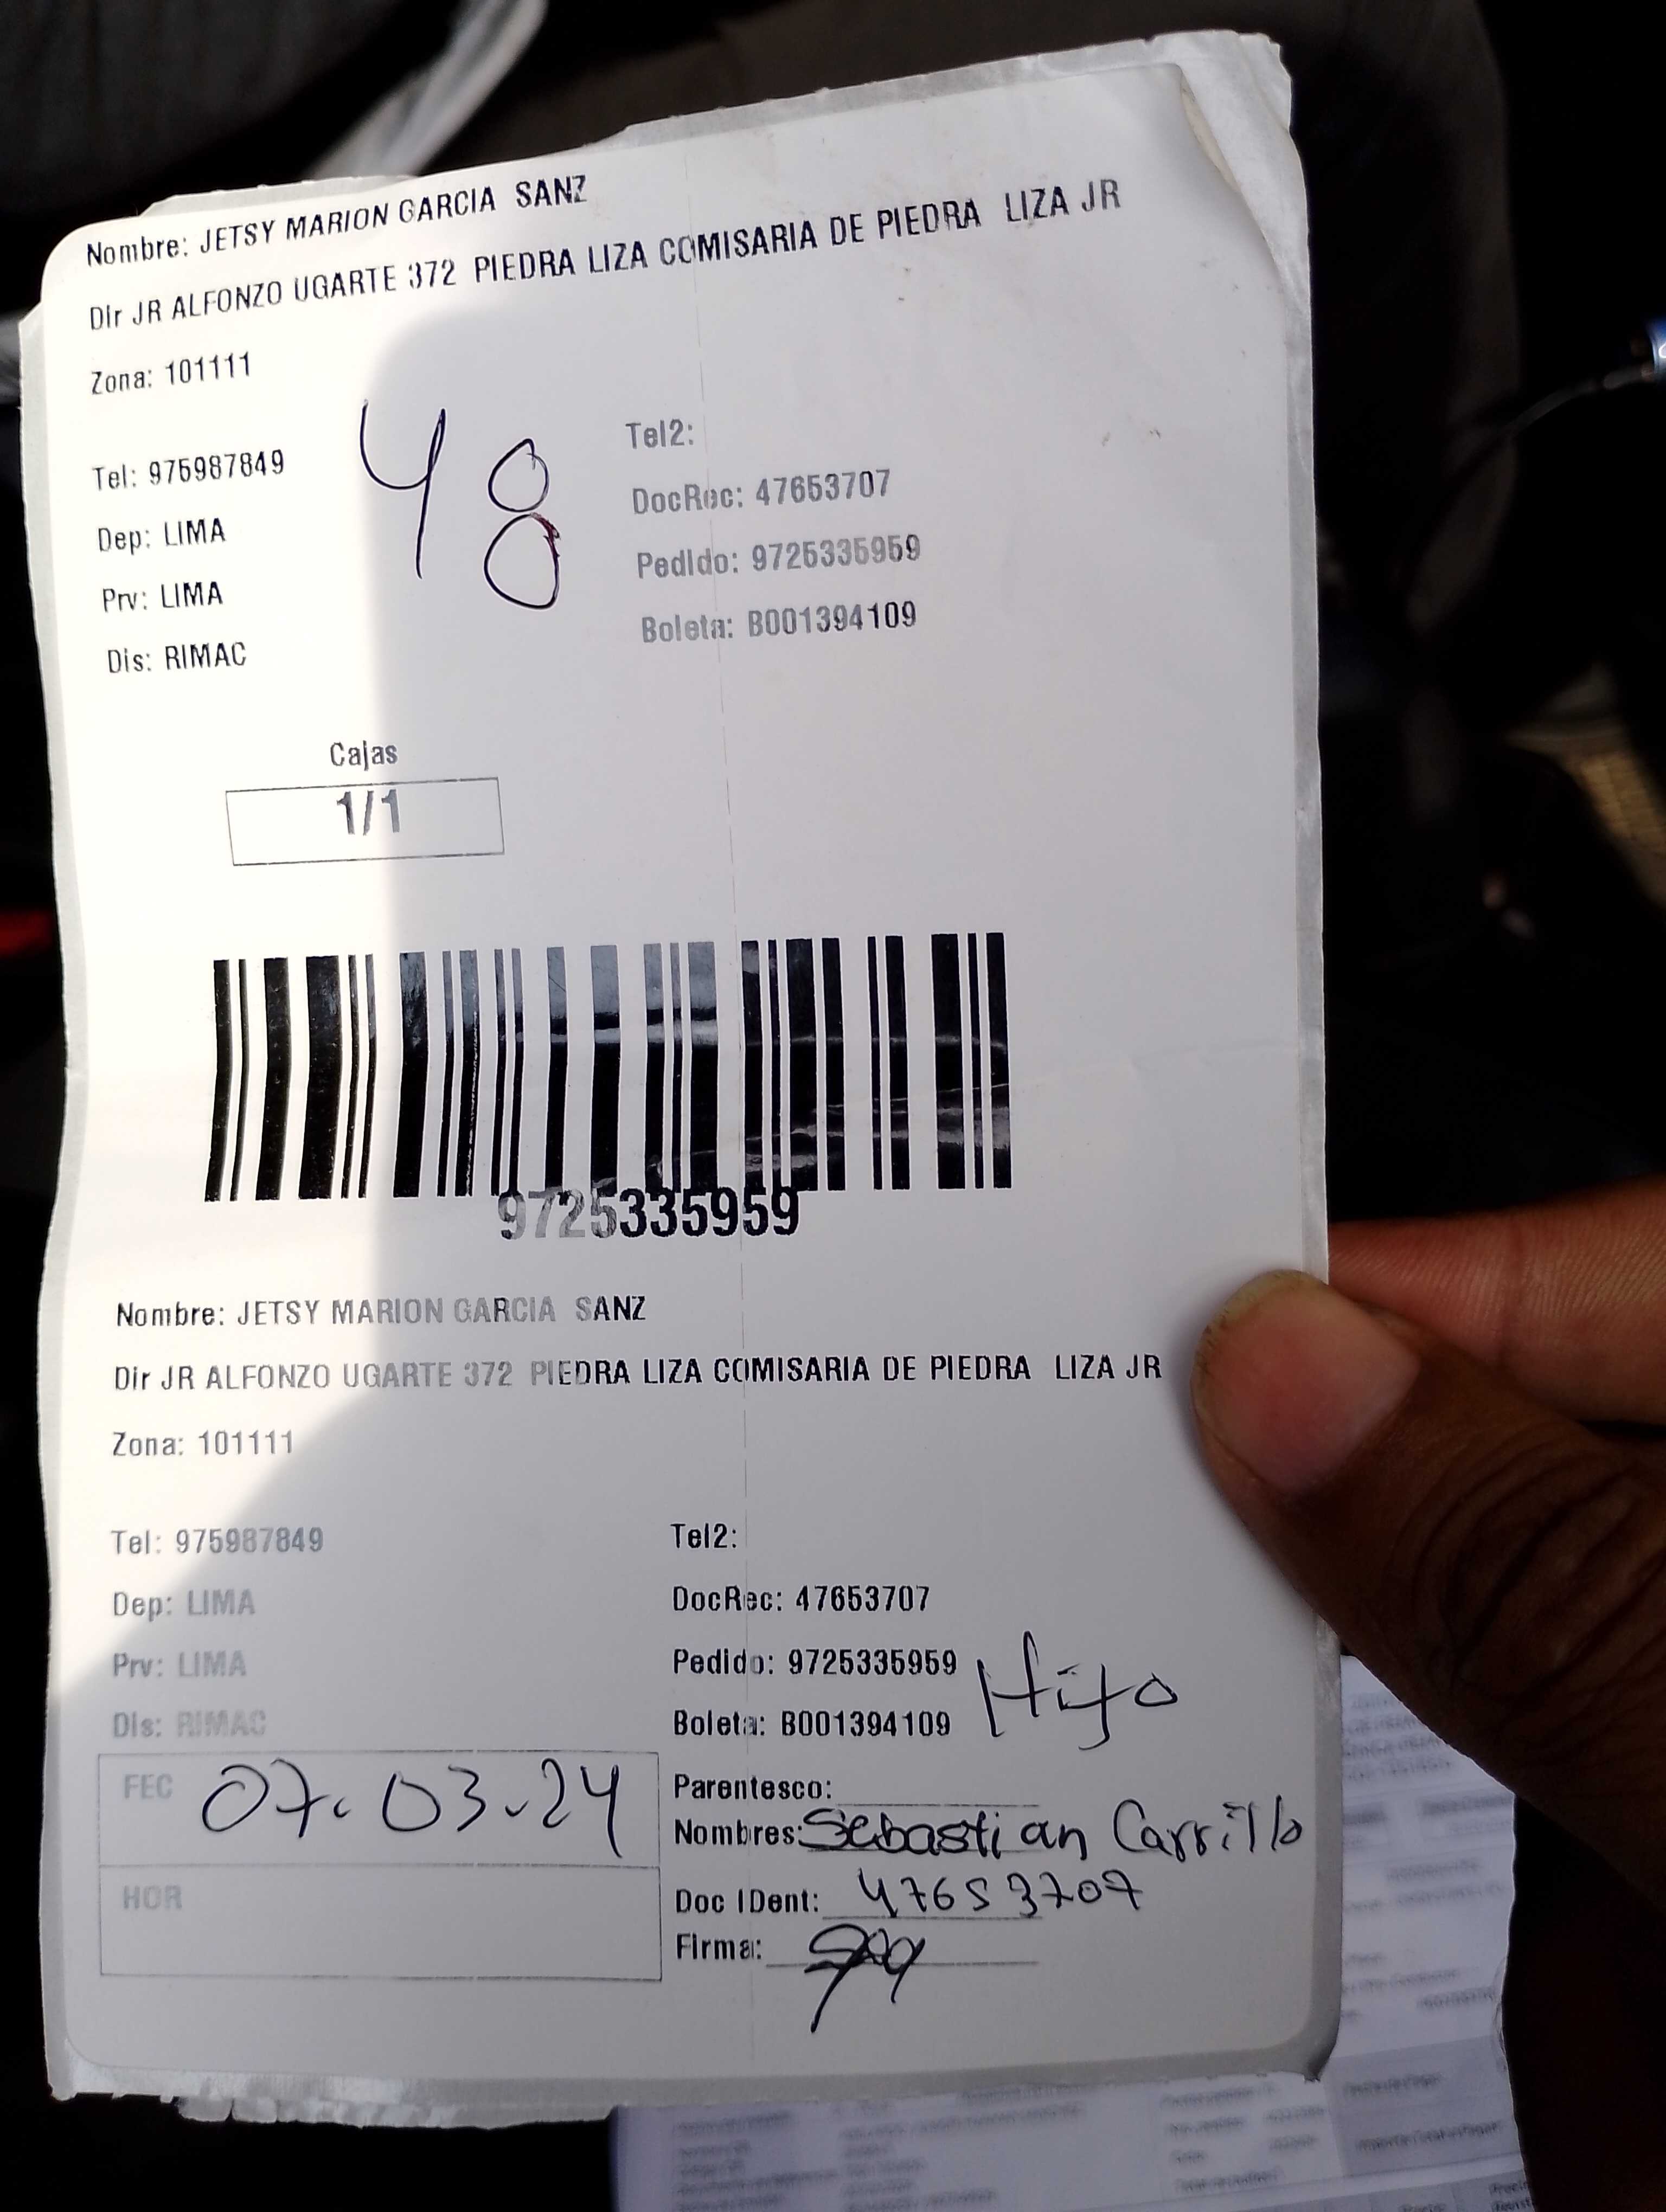 Nombre: JETSY MARION GARCIA SANZ
Dir JR ALFONZO UGARTE 372 PIEDRA LIZA COMISARIA DE PIEDRA LIZA JR
Zona: 101111
48
Tel: 975987849
Tel2:
Dep: LIMA
DocRec: 47653707
Prv: LIMA
Pedido: 9725335959
Dis: RIMAC
Boleta: B001394109
Cajas
1/1
9725335959
Nombre: JETSY MARION GARCIA SANZ
Dir JR ALFONZO UGARTE 372 PIEDRA LIZA COMISARIA DE PIEDRA LIZA JR
Zona: 101111
Tel: 975987849
Tel2:
Dep: LIMA
DocRec: 47653707
Prv: LIMA
Pedido: 9725335959
Hijo
Dis: RIMAC
Boleta: B001394109
FEC 07.03.24
Parentesco:
Nombres: Sebastian Carrillo
HOR
Doc IDent: 47653707
Firma: